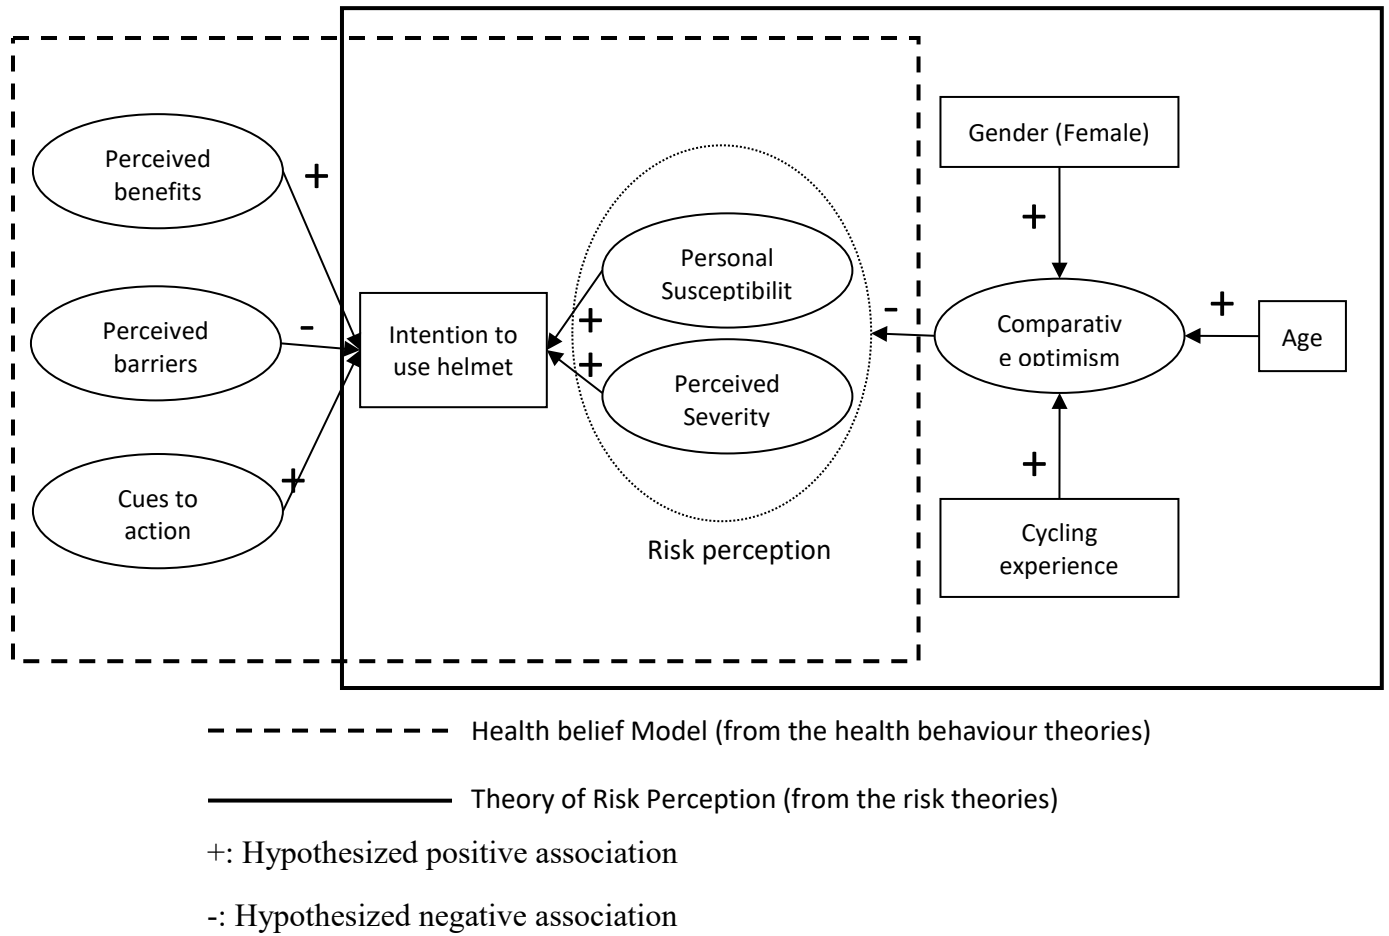 Perceived
benefits
+
Perceived
barriers
-
Cues to
action
+
Intention to
use helmet
Personal
Susceptibilit
+
+
Perceived
Severity
Risk perception
-
Gender (Female)
+
Comparativ
e optimism
+
Age
+
Cycling
experience
Health belief Model (from the health behaviour theories)
Theory of Risk Perception (from the risk theories)
+: Hypothesized positive association
-: Hypothesized negative association